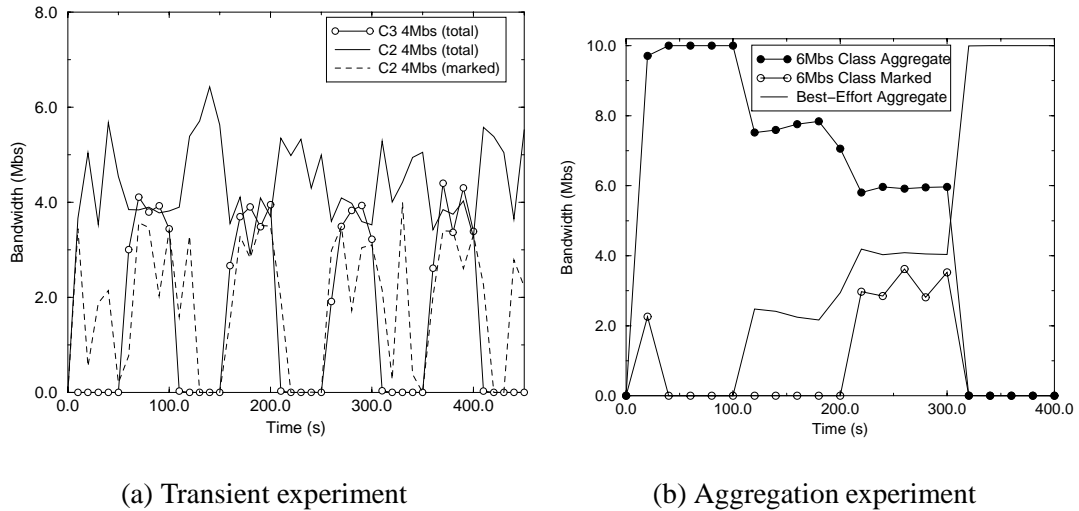 8.0
6.0
4.0
2.0
0.0
Bandwidth (Mbs)
C3 4Mbs (total)
C2 4Mbs (total)
C2 4Mbs (marked)
0.0 100.0 200.0 300.0 400.0
Time (s)
(a) Transient experiment
10.0
8.0
6.0
4.0
2.0
0.0
Bandwidth (Mbs)
6Mbs Class Aggregate
6Mbs Class Marked
Best−Effort Aggregate
0.0 100.0 200.0 300.0 400.0
Time (s)
(b) Aggregation experiment